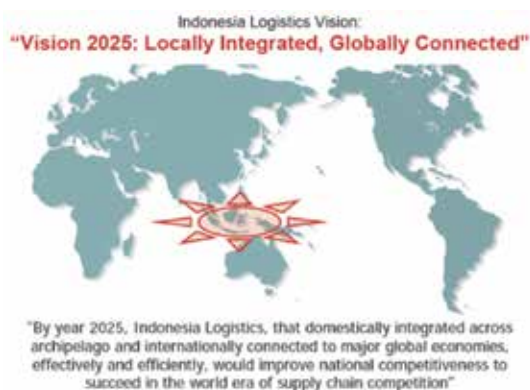 Indonesia Logistics Vision:
"Vision 2025: Locally Integrated, Globally Connected"
"By year 2025, Indonesia Logistics, that domestically integrated across
archipelago and internationally connected to major global economies,
effectively and efficiently, would improve national competitiveness to
succeed in the world era of supply chain competition"